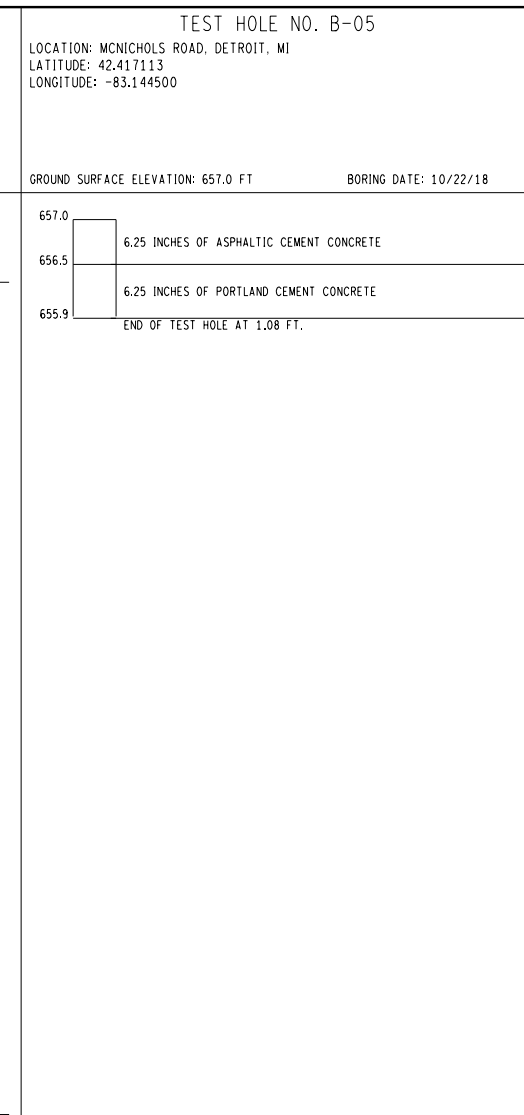 TEST HOLE NO. B-05
LOCATION: MCNICHOLS ROAD, DETROIT, MI
LATITUDE: 42.417113
LONGITUDE: -83.144500
GROUND SURFACE ELEVATION: 657.0 FT BORING DATE: 10/22/18
657.0
6.25 INCHES OF ASPHALTIC CEMENT CONCRETE
656.5
6.25 INCHES OF PORTLAND CEMENT CONCRETE
655.9
END OF TEST HOLE AT 1.08 FT.